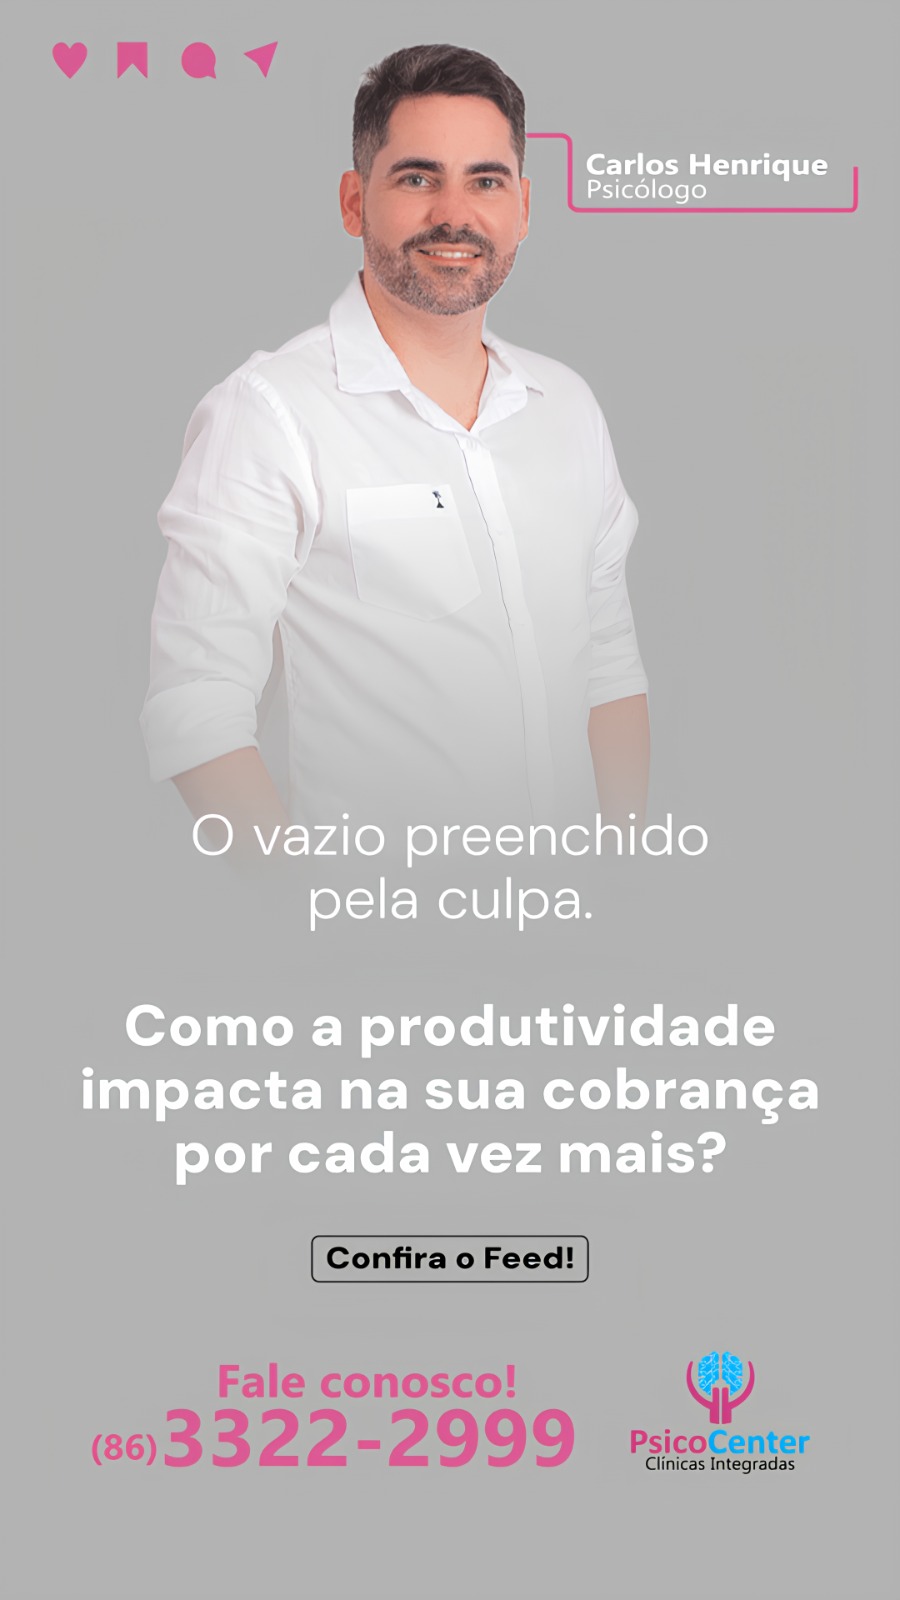 Carlos Henrique
Psicólogo
O vazio preenchido
pela culpa.
Como a produtividade
impacta na sua cobrança
por cada vez mais?
Confira o Feed!
Fale conosco!
(86)3322-2999
PsicoCenter
Clínicas Integradas